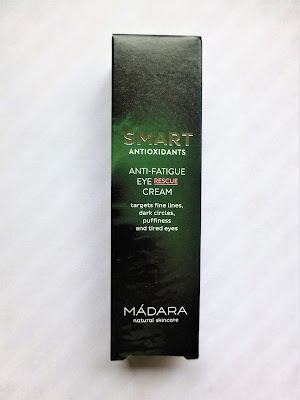 SMART
ANTIOXIDANTS
ANTI-FATIGUE
EYE RESCUE
CREAM
targets fine lines,
dark circles,
puffiness
and tired eyes
MÁDARA
natural skincare